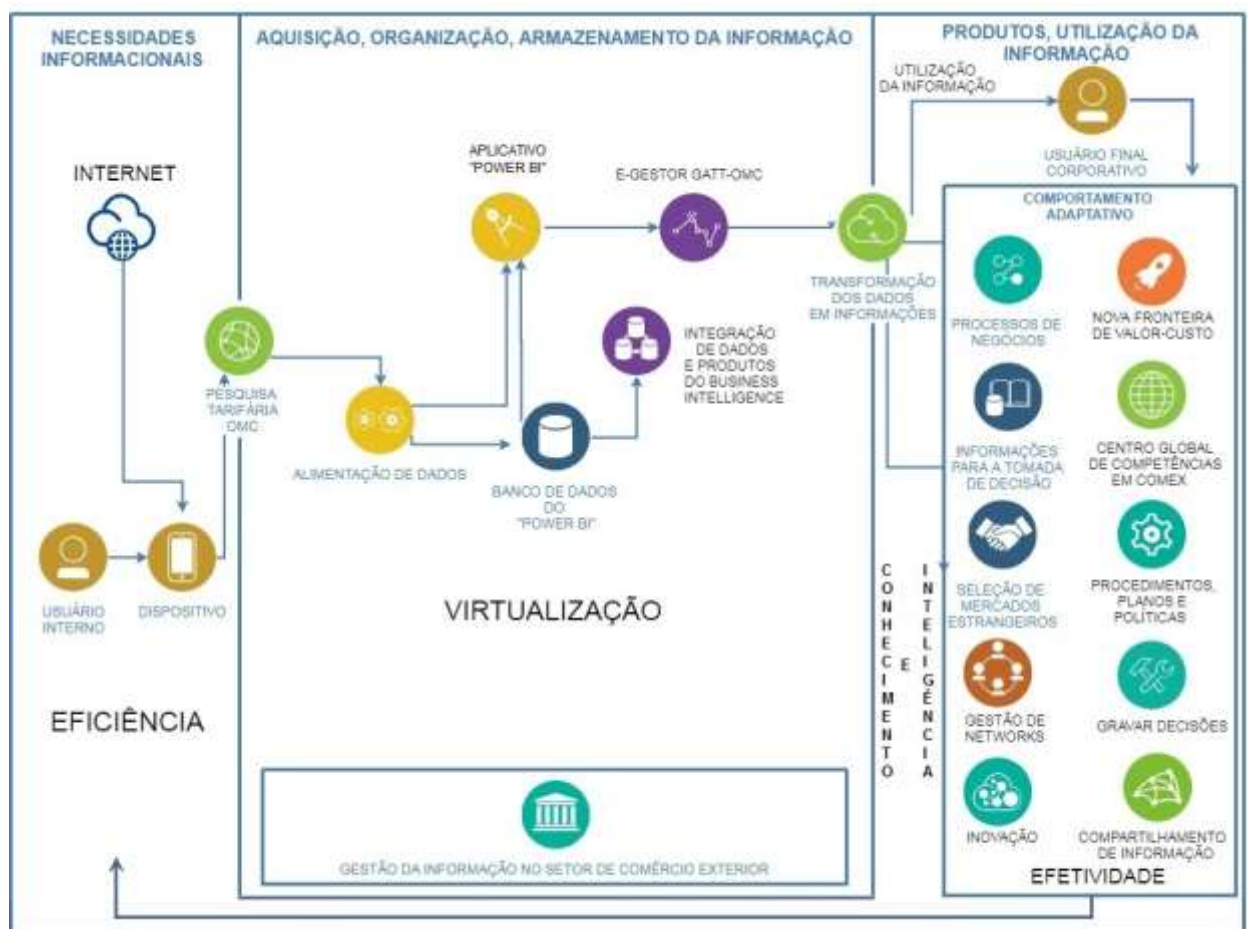 NECESSIDADES
INFORMACIONAIS
AQUISIÇÃO, ORGANIZAÇÃO, ARMAZENAMENTO DA INFORMAÇÃO
PRODUTOS, UTILIZAÇÃO DA
INFORMAÇÃO
UTILIZAÇÃO
DA INFORMAÇÃO
USUÁRIO FINAL
CORPORATIVO
INTERNET
PESQUISA
TARIFÁRIA
OMC
USUÁRIO
INTERNO
DISPOSITIVO
EFICIÊNCIA
APLICATIVO
"POWER BI"
E-GESTOR GATT-OMC
TRANSFORMAÇÃO
DOS DADOS
EM INFORMAÇÕES
INTEGRAÇÃO
DE DADOS
E PRODUTOS
DO BUSINESS
INTELLIGENCE
ALIMENTAÇÃO DE DADOS
BANCO DE DADOS
DO
"POWER BI"
VIRTUALIZAÇÃO
GESTÃO DA INFORMAÇÃO NO SETOR DE COMÉRCIO EXTERIOR
CONHECIMENTO
E
INTELIGÊNCIA
COMPORTAMENTO
ADAPTATIVO
PROCESSOS DE
NEGÓCIOS
NOVA FRONTEIRA
DE VALOR-CUSTO
INFORMAÇÕES
PARA A TOMADA
DE DECISÃO
CENTRO GLOBAL
DE COMPETÊNCIAS
EM COMEX
SELEÇÃO DE
MERCADOS
ESTRANGEIROS
PROCEDIMENTOS,
PLANOS E
POLÍTICAS
GESTÃO DE
NETWORKS
GRAVAR DECISÕES
INOVAÇÃO
COMPARTILHAMENTO
DE INFORMAÇÃO
EFETIVIDADE